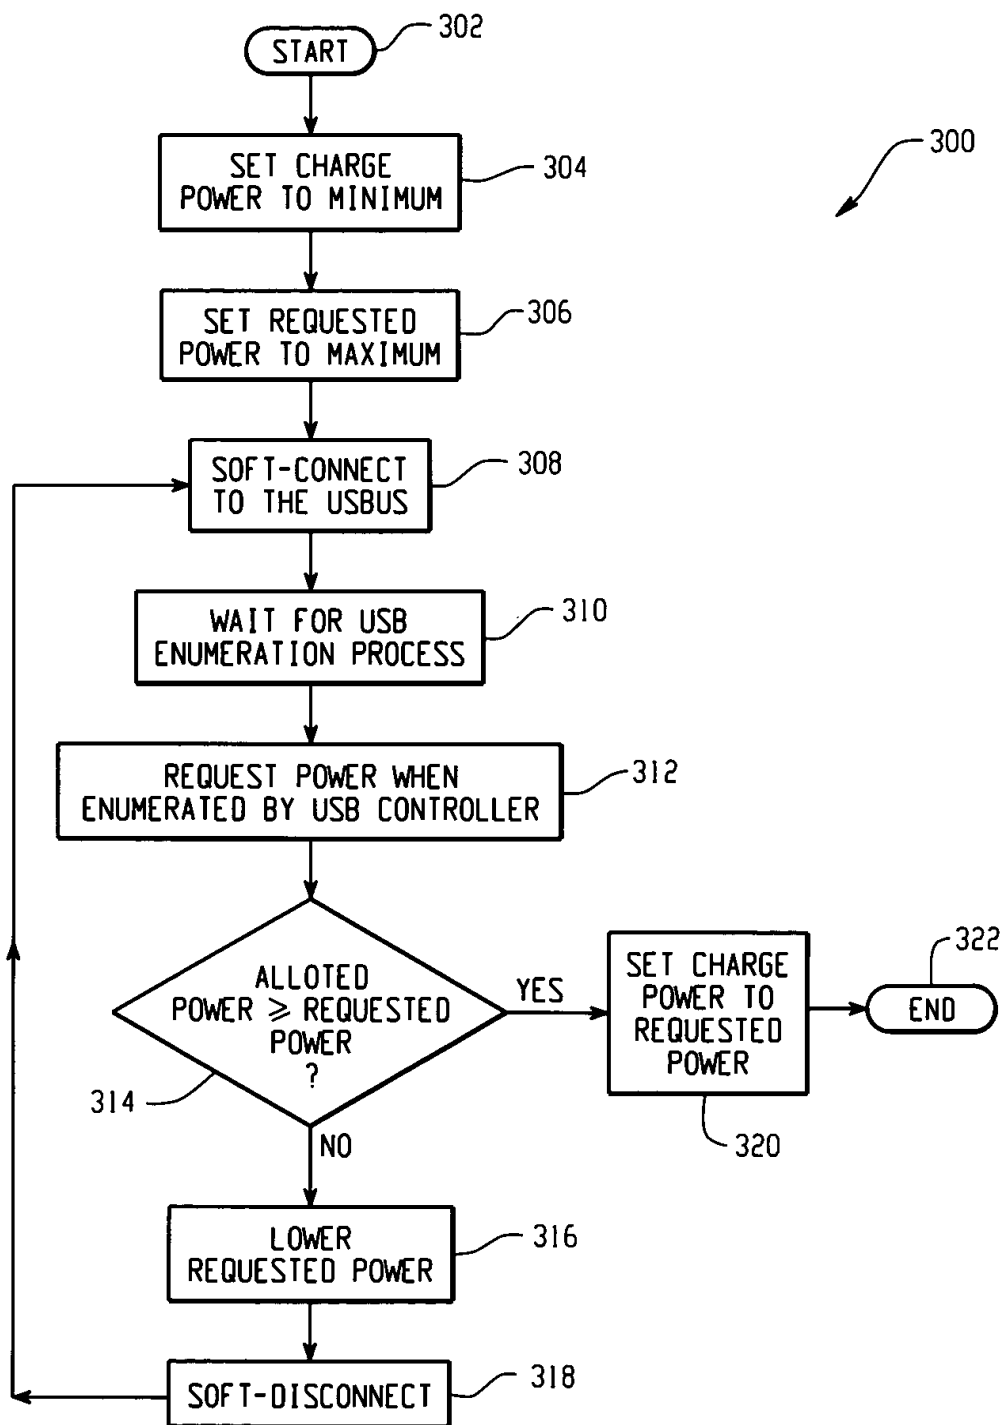 START
302
300
SET CHARGE
POWER TO MINIMUM
304
SET REQUESTED
POWER TO MAXIMUM
306
SOFT-CONNECT
TO THE USBUS
308
WAIT FOR USB
ENUMERATION PROCESS
310
REQUEST POWER WHEN
ENUMERATED BY USB CONTROLLER
312
ALLOTED
POWER ⩾ REQUESTED
POWER
?
314
YES
SET CHARGE
POWER TO
REQUESTED
POWER
320
END
322
NO
LOWER
REQUESTED POWER
316
SOFT-DISCONNECT
318